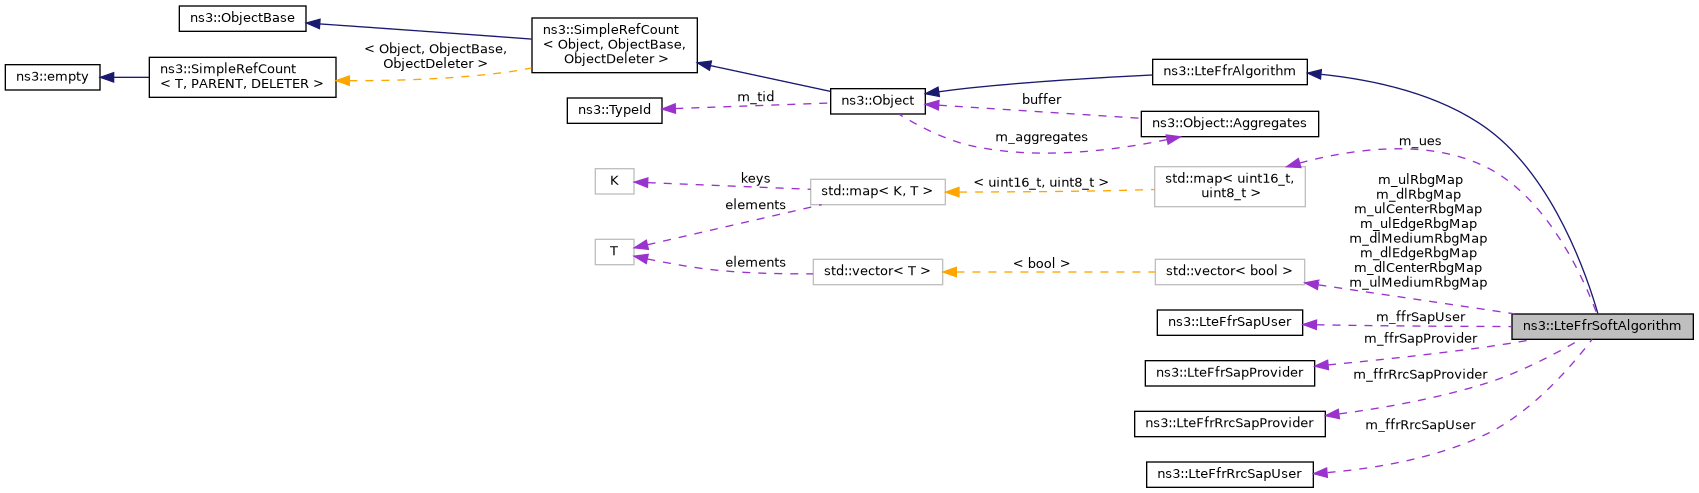 ns3::ObjectBase
ns3::SimpleRefCount
< Object, ObjectBase,
ObjectDeleter >
< Object, ObjectBase,
ObjectDeleter >
ns3::empty
ns3::SimpleRefCount
< T, PARENT, DELETER >
ns3::LteFfrAlgorithm
ns3::TypeId
m_tid
ns3::Object
buffer
ns3::Object::Aggregates
m_aggregates
m_ues
K
keys
std::map< K, T >
< uint16_t, uint8_t >
std::map< uint16_t,
uint8_t >
elements
m_ulRbgMap
m_dlRbgMap
m_ulCenterRbgMap
m_ulEdgeRbgMap
m_dlMediumRbgMap
m_dlEdgeRbgMap
m_dlCenterRbgMap
m_ulMediumRbgMap
T
elements
std::vector< T >
< bool >
std::vector< bool >
ns3::LteFfrSapUser
m_ffrSapUser
ns3::LteFfrSoftAlgorithm
m_ffrSapProvider
ns3::LteFfrSapProvider
m_ffrRrcSapProvider
ns3::LteFfrRrcSapProvider
m_ffrRrcSapUser
ns3::LteFfrRrcSapUser